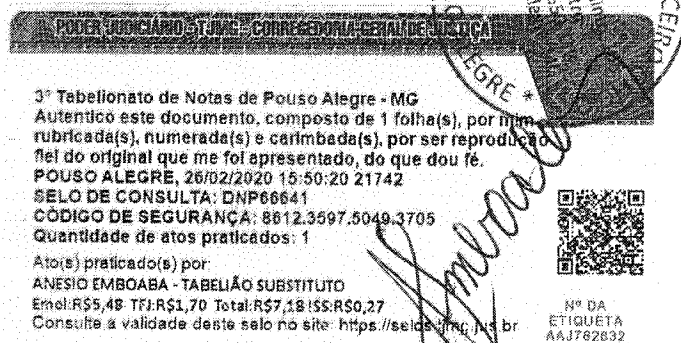 PODER JUDICIÁRIO - TJMG - CORREGEDORIA-GERAL DE JUSTIÇA
3º Tabelionato de Notas de Pouso Alegre - MG
Autentico este documento, composto de 1 folha(s), por mim
rubricada(s), numerada(s) e carimbada(s), por ser reprodução
fiel do original que me foi apresentado, do que dou fé.
POUSO ALEGRE, 26/02/2020 15:50:20 21742
SELO DE CONSULTA: DNP66641
CÓDIGO DE SEGURANÇA: 8612.3597.5049.3705
Quantidade de atos praticados: 1
Ato(s) praticado(s) por:
ANESIO EMBOABA - TABELIÃO SUBSTITUTO
Emol:R$5,48 TFJ:R$1,70 Total:R$7,18 ISS:R$0,27
Consulte a validade deste selo no site: https://selos.tjmg.jus.br
Nº DA
ETIQUETA
AAJ762832